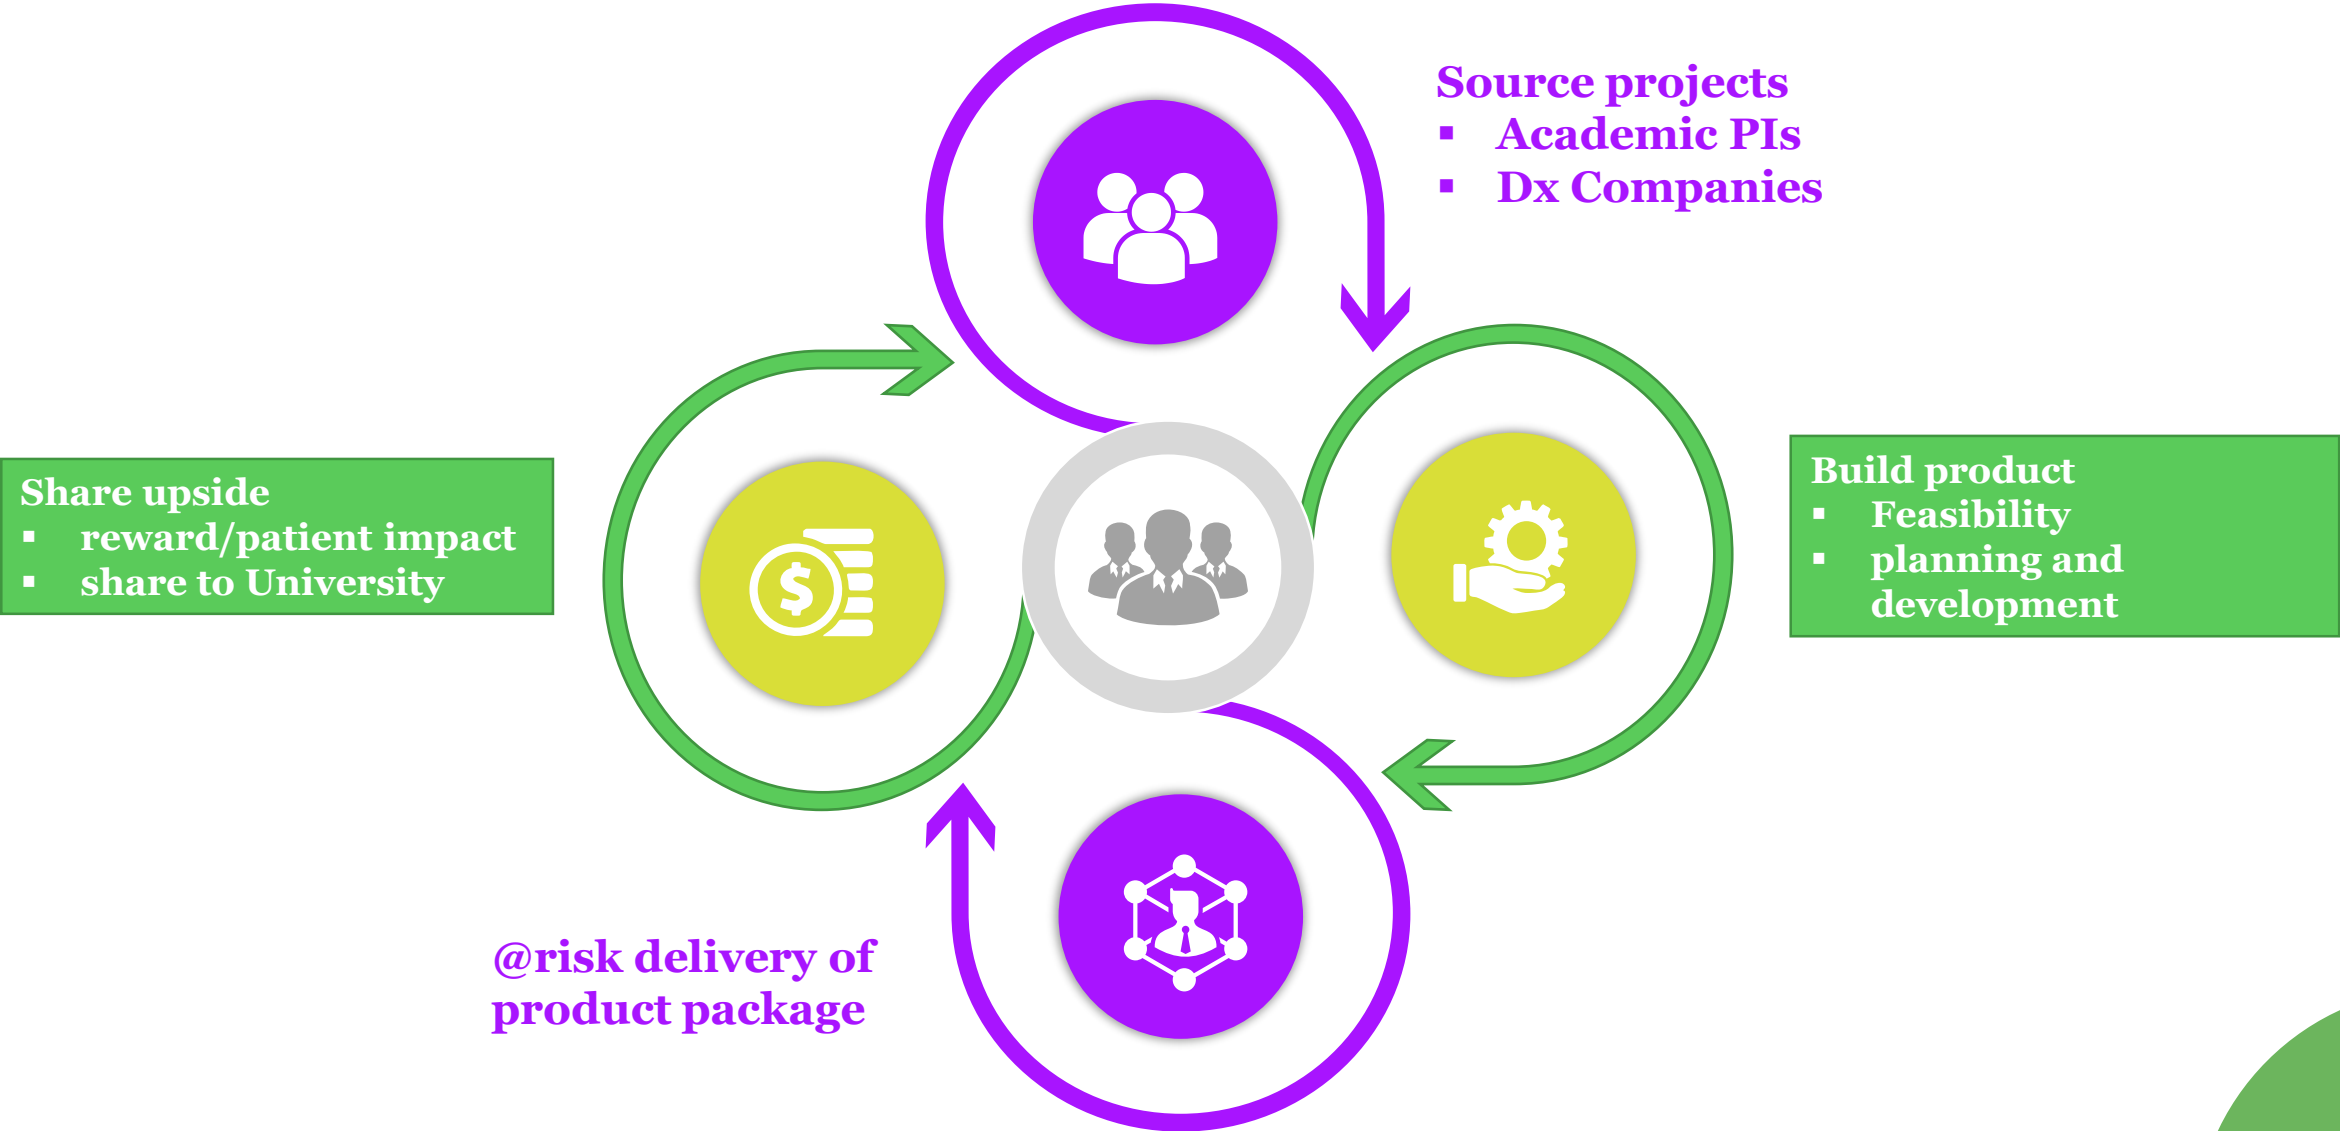 Source projects
▪ Academic PIs
▪ Dx Companies
Build product
▪ Feasibility
▪ planning and
development
@risk delivery of
product package
Share upside
▪ reward/patient impact
▪ share to University
$